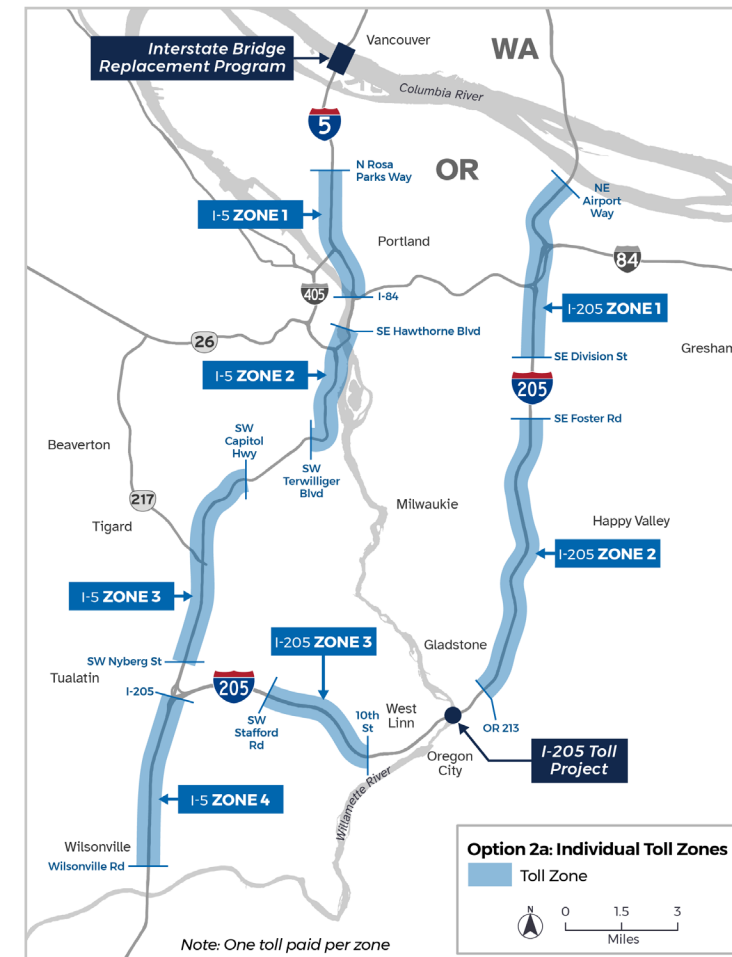 Vancouver
WA
Interstate Bridge
Replacement Program
Columbia River
5
N Rosa
Parks Way
OR
NE
Airport
Way
I-5 ZONE 1
Portland
84
405
I-84
I-205 ZONE 1
SE Hawthorne Blvd
26
Gresham
SE Division St
I-5 ZONE 2
205
SE Foster Rd
SW
Capitol
Hwy
Beaverton
SW
Terwilliger
Blvd
217
Milwaukie
Tigard
Happy Valley
I-205 ZONE 2
I-5 ZONE 3
I-205 ZONE 3
Gladstone
SW Nyberg St
Tualatin
I-205
205
SW
Stafford
Rd
10th
St
West
Linn
OR 213
Oregon
City
I-205 Toll
Project
Willamette River
I-5 ZONE 4
Wilsonville
Wilsonville Rd
Option 2a: Individual Toll Zones
Toll Zone
N
0 1.5 3
Miles
Note: One toll paid per zone